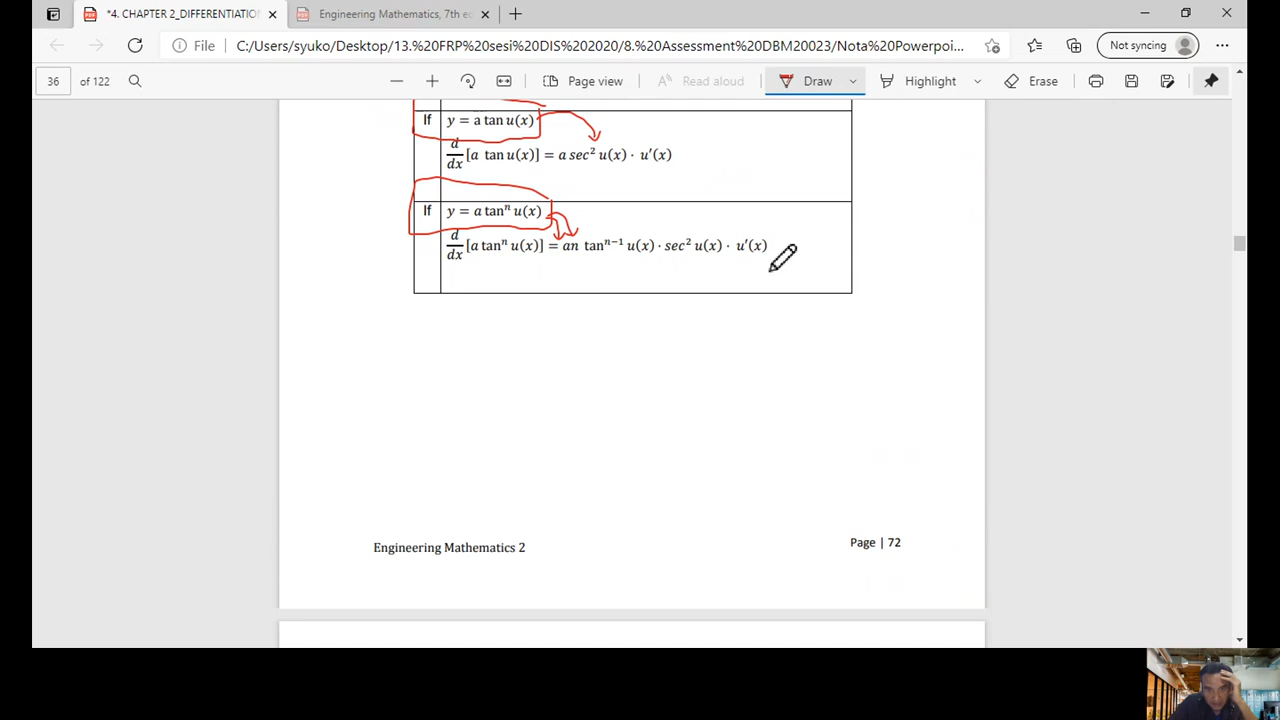 *4. CHAPTER 2_DIFFERENTIATIO
Engineering Mathematics, 7th e
File
C:/Users/syuko/Desktop/13.%20FRP%20sesi%20DIS%202020/8.%20Assessment%20DBM20023/Nota%20Powerpoi...
Not syncing
36 of 122
Page view
Read aloud
Draw
Highlight
Erase
If y = a tan u(x)
d/dx [a tan u(x)] = a sec² u(x) · u′(x)
If y = a tanⁿ u(x)
d/dx [a tanⁿ u(x)] = an tanⁿ⁻¹ u(x) · sec² u(x) · u′(x)
Engineering Mathematics 2
Page | 72